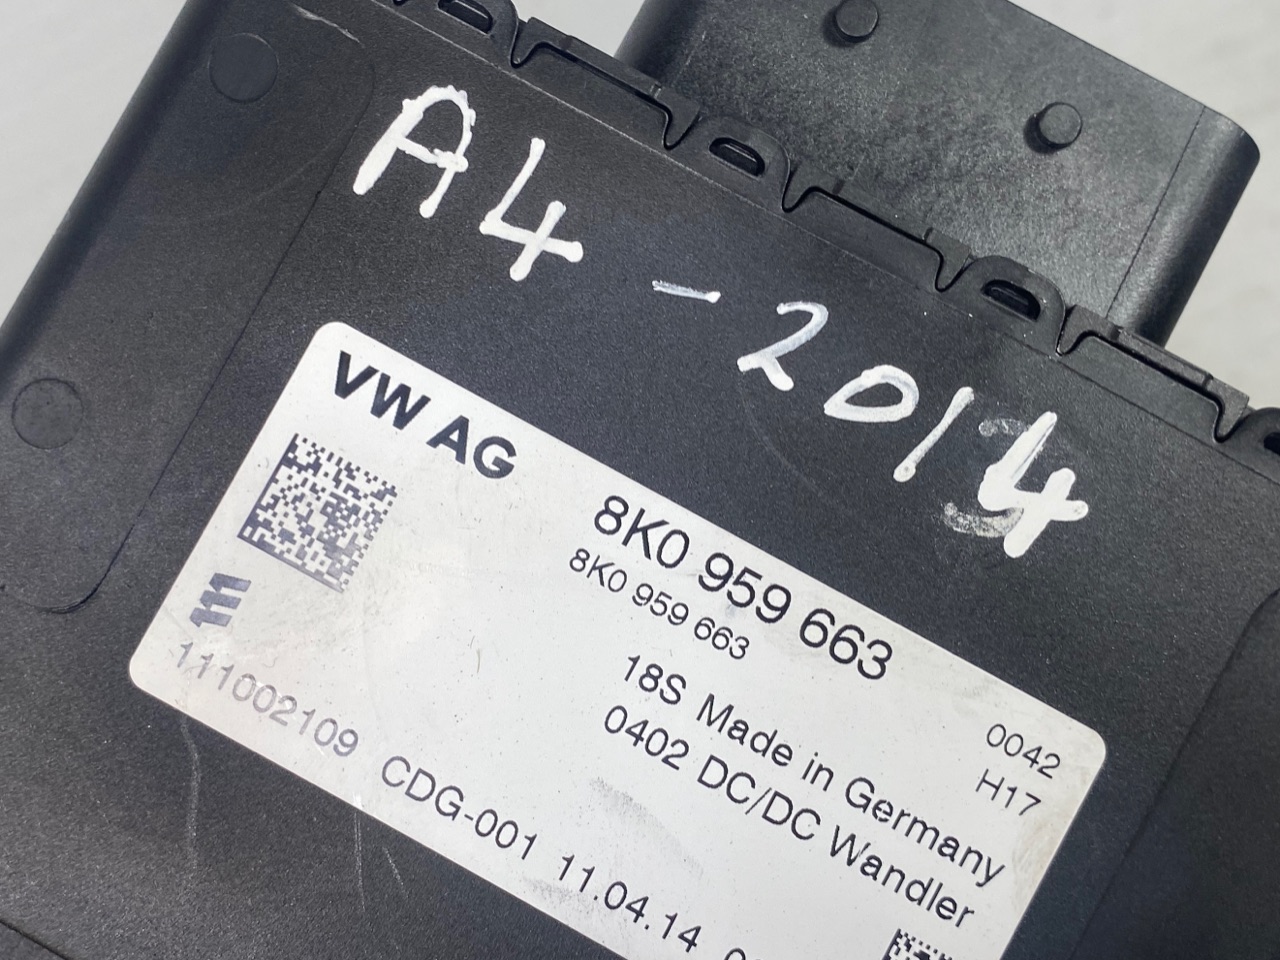 A4 - 2014
VW AG
8K0 959 663
8K0 959 663
18S Made in Germany
0042
0402 DC/DC Wandler
H17
111002109 CDG-001 11.04.14